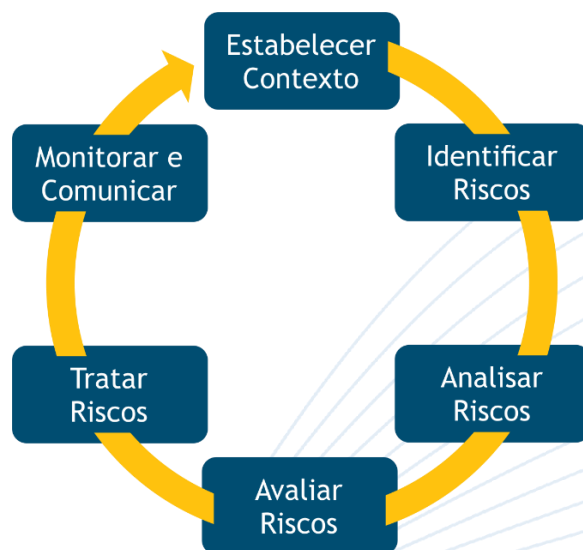 Estabelecer
Contexto
Identificar
Riscos
Analisar
Riscos
Avaliar
Riscos
Tratar
Riscos
Monitorar e
Comunicar